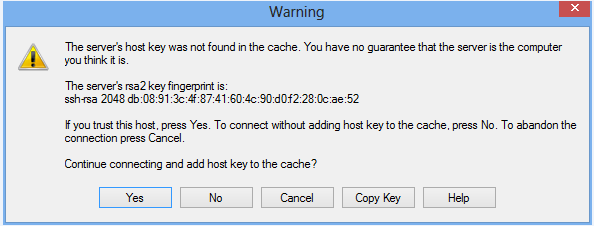 Warning
The server's host key was not found in the cache. You have no guarantee that the server is the computer
you think it is.
The server's rsa2 key fingerprint is:
ssh-rsa 2048 db:08:91:3c:4f:87:41:60:4c:90:d0:f2:28:0c:ae:52
If you trust this host, press Yes. To connect without adding host key to the cache, press No. To abandon the
connection press Cancel.
Continue connecting and add host key to the cache?
Yes No Cancel Copy Key Help